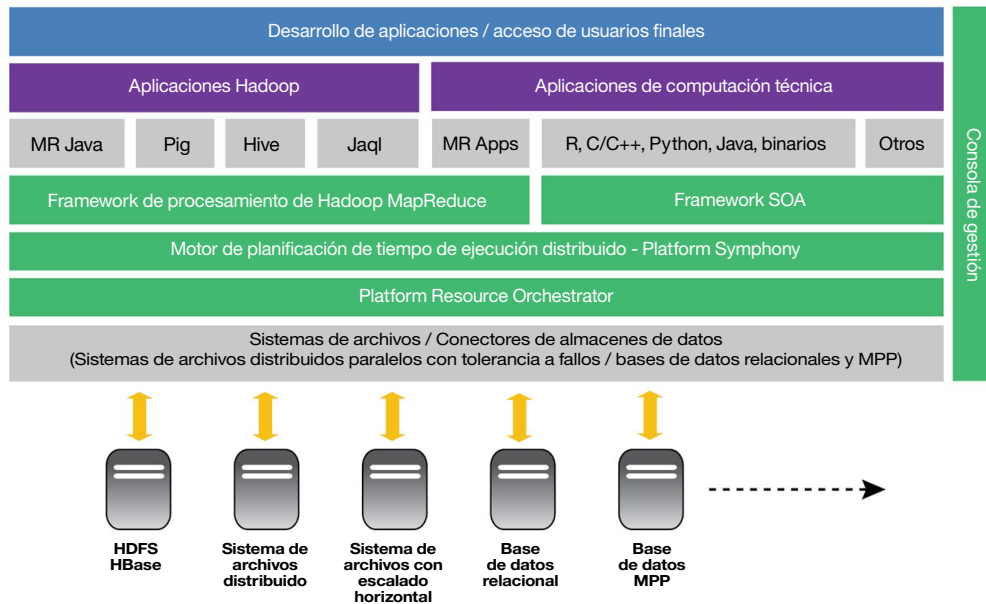 Desarrollo de aplicaciones / acceso de usuarios finales
Aplicaciones Hadoop
Aplicaciones de computación técnica
MR Java
Pig
Hive
Jaql
MR Apps
R, C/C++, Python, Java, binarios
Otros
Framework de procesamiento de Hadoop MapReduce
Framework SOA
Motor de planificación de tiempo de ejecución distribuido - Platform Symphony
Platform Resource Orchestrator
Sistemas de archivos / Conectores de almacenes de datos
(Sistemas de archivos distribuidos paralelos con tolerancia a fallos / bases de datos relacionales y MPP)
Consola de gestión
HDFS
HBase
Sistema de
archivos
distribuido
Sistema de
archivos con
escalado
horizontal
Base
de datos
relacional
Base
de datos
MPP